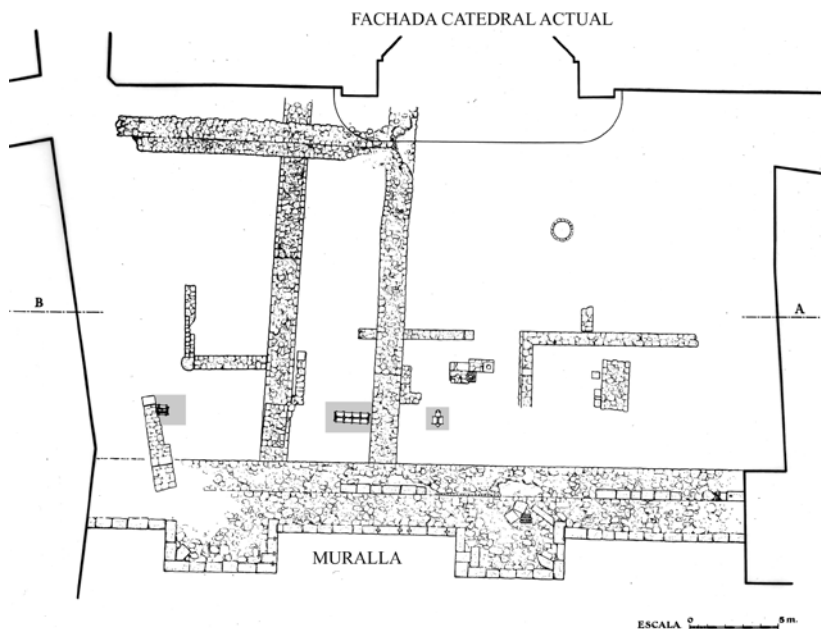 FACHADA CATEDRAL ACTUAL
B
A
MURALLA
ESCALA 0 5 m.